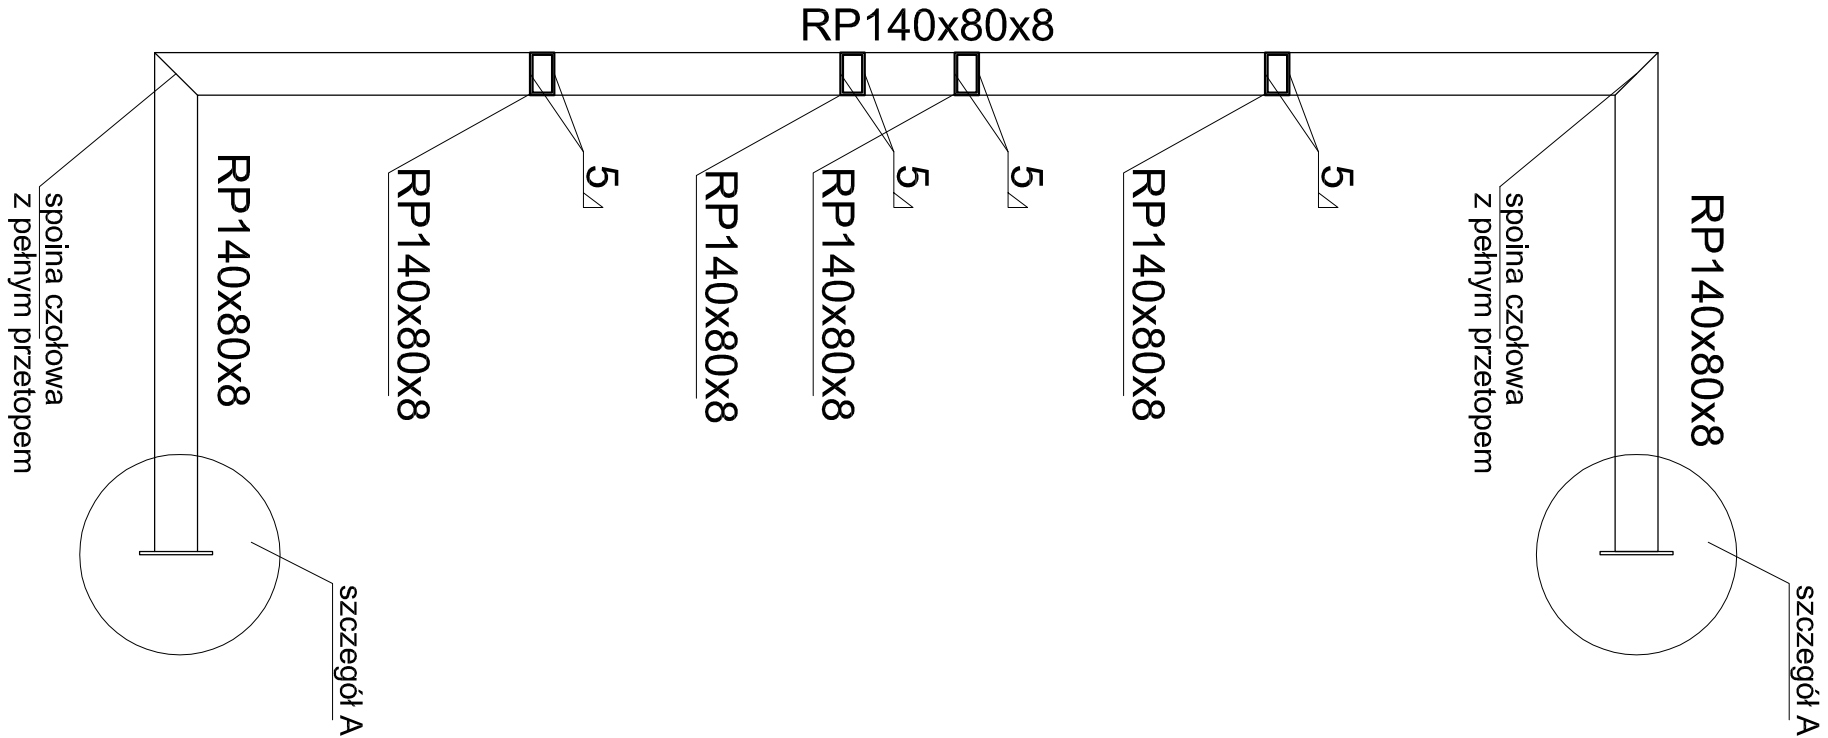 RP140x80x8
spoina czołowa
z pełnym przetopem
RP140x80x8
RP140x80x8
5
RP140x80x8
5
RP140x80x8
5
RP140x80x8
5
spoina czołowa
z pełnym przetopem
RP140x80x8
szczegół A
szczegół A